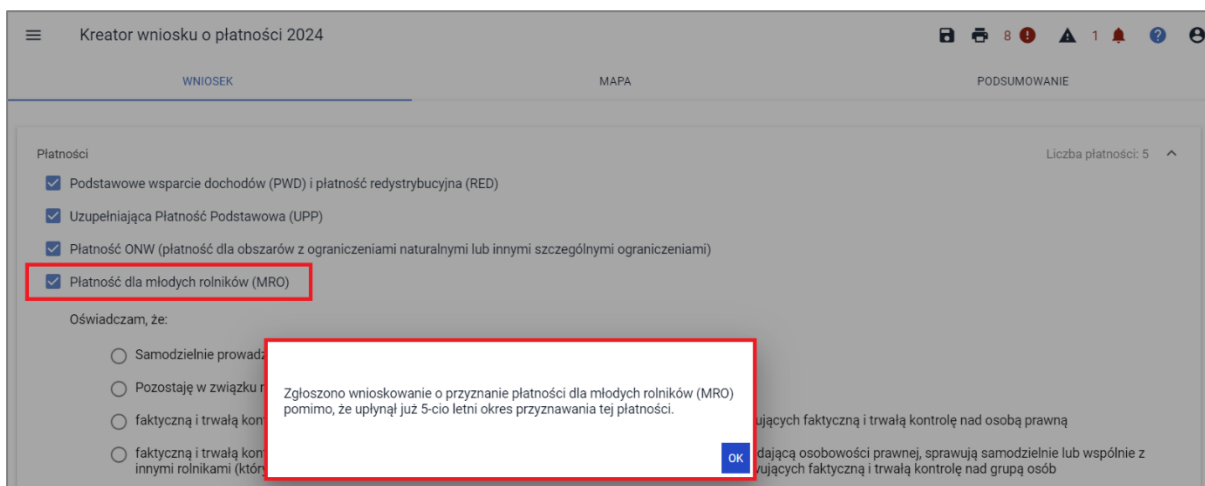 Kreator wniosku o płatności 2024
8 1
WNIOSEK MAPA PODSUMOWANIE
Płatności Liczba płatności: 5
Podstawowe wsparcie dochodów (PWD) i płatność redystrybucyjna (RED)
Uzupełniająca Płatność Podstawowa (UPP)
Płatność ONW (płatność dla obszarów z ograniczeniami naturalnymi lub innymi szczególnymi ograniczeniami)
Płatność dla młodych rolników (MRO)
Oświadczam, że:
Samodzielnie
Pozostaję w związku
Zgłoszono wnioskowanie o przyznanie płatności dla młodych rolników (MRO)
pomimo, że upłynął już 5-cio letni okres przyznawania tej płatności.
OK
faktyczną i trwałą ujących faktyczną i trwałą kontrolę nad osobą prawną
faktyczną i trwałą dającą osobowości prawnej, sprawują samodzielnie lub wspólnie z
innymi rolnikami ujących faktyczną i trwałą kontrolę nad grupą osób